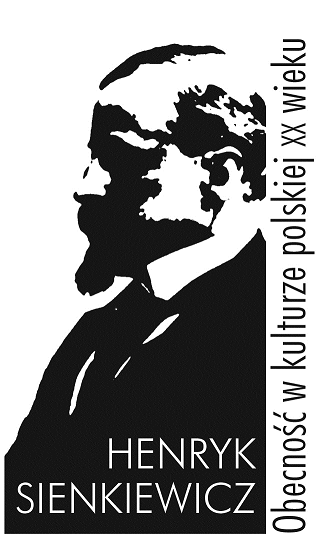 HENRYK
SIENKIEWICZ
Obecność w kulturze polskiej XX wieku